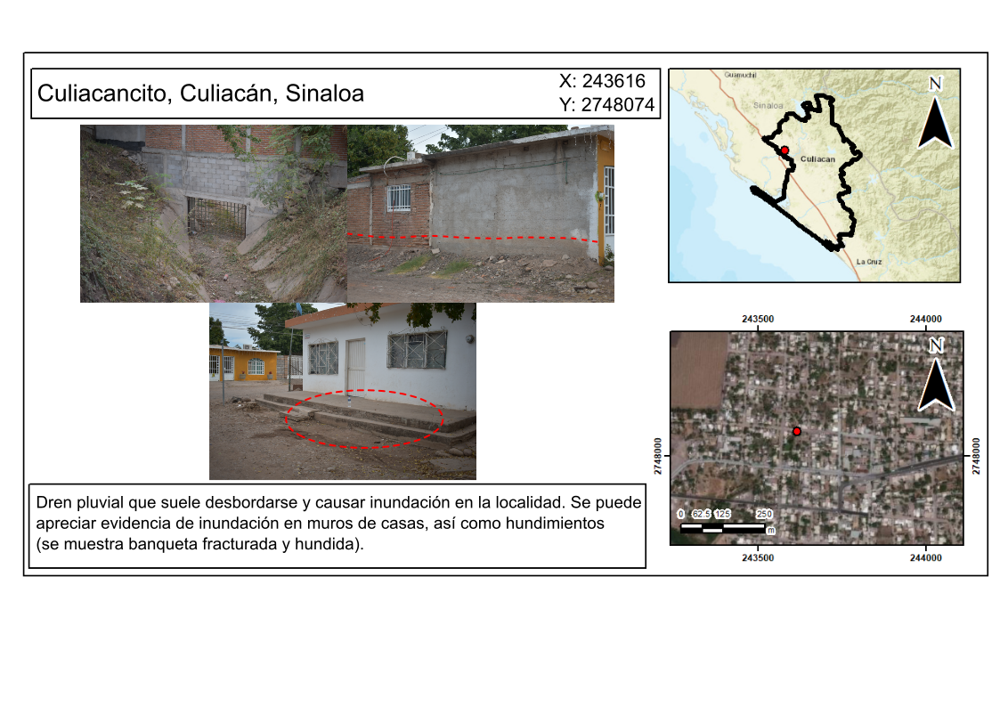 Culiacancito, Culiacán, Sinaloa
X: 243616
Y: 2748074
Guamuchil
Sinaloa
Culiacan
La Cruz
N
243500 244000
N
2748000 2748000
0 62.5 125 250
m
243500 244000
Dren pluvial que suele desbordarse y causar inundación en la localidad. Se puede
apreciar evidencia de inundación en muros de casas, así como hundimientos
(se muestra banqueta fracturada y hundida).